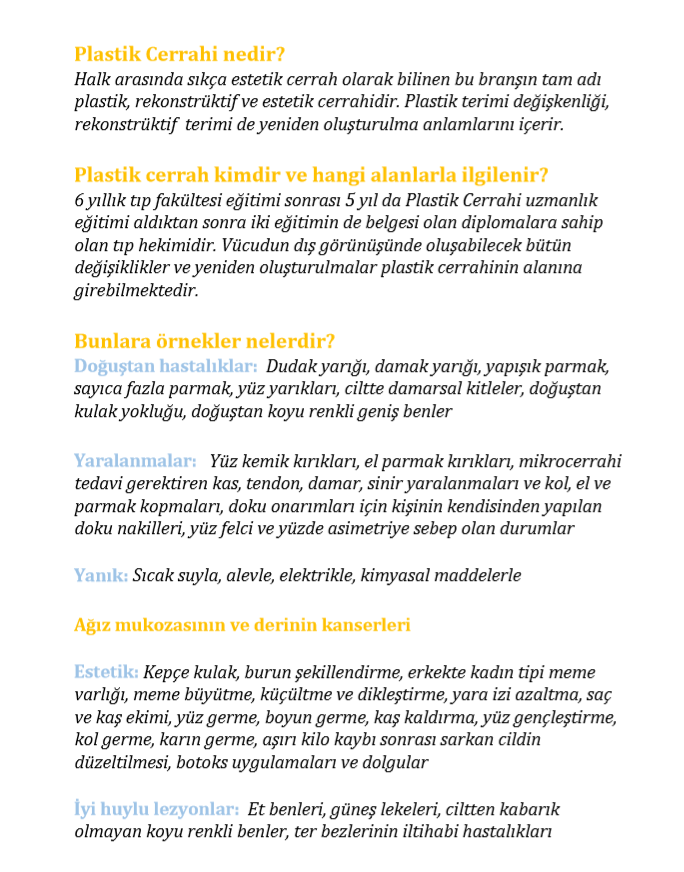 Plastik Cerrahi nedir?
Halk arasında sıkça estetik cerrah olarak bilinen bu branşın tam adı
plastik, rekonstrüktif ve estetik cerrahidir. Plastik terimi değişkenliği,
rekonstrüktif  terimi de yeniden oluşturulma anlamlarını içerir.
Plastik cerrah kimdir ve hangi alanlarla ilgilenir?
6 yıllık tıp fakültesi eğitimi sonrası 5 yıl da Plastik Cerrahi uzmanlık
eğitimi aldıktan sonra iki eğitimin de belgesi olan diplomalara sahip
olan tıp hekimidir. Vücudun dış görünüşünde oluşabilecek bütün
değişiklikler ve yeniden oluşturulmalar plastik cerrahinin alanına
girebilmektedir.
Bunlara örnekler nelerdir?
Doğuştan hastalıklar:  Dudak yarığı, damak yarığı, yapışık parmak,
sayıca fazla parmak, yüz yarıkları, ciltte damarsal kitleler, doğuştan
kulak yokluğu, doğuştan koyu renkli geniş benler
Yaralanmalar:   Yüz kemik kırıkları, el parmak kırıkları, mikrocerrahi
tedavi gerektiren kas, tendon, damar, sinir yaralanmaları ve kol, el ve
parmak kopmaları, doku onarımları için kişinin kendisinden yapılan
doku nakilleri, yüz felci ve yüzde asimetriye sebep olan durumlar
Yanık: Sıcak suyla, alevle, elektrikle, kimyasal maddelerle
Ağız mukozasının ve derinin kanserleri
Estetik: Kepçe kulak, burun şekillendirme, erkekte kadın tipi meme
varlığı, meme büyütme, küçültme ve dikleştirme, yara izi azaltma, saç
ve kaş ekimi, yüz germe, boyun germe, kaş kaldırma, yüz gençleştirme,
kol germe, karın germe, aşırı kilo kaybı sonrası sarkan cildin
düzeltilmesi, botoks uygulamaları ve dolgular
İyi huylu lezyonlar:  Et benleri, güneş lekeleri, ciltten kabarık
olmayan koyu renkli benler, ter bezlerinin iltihabi hastalıkları